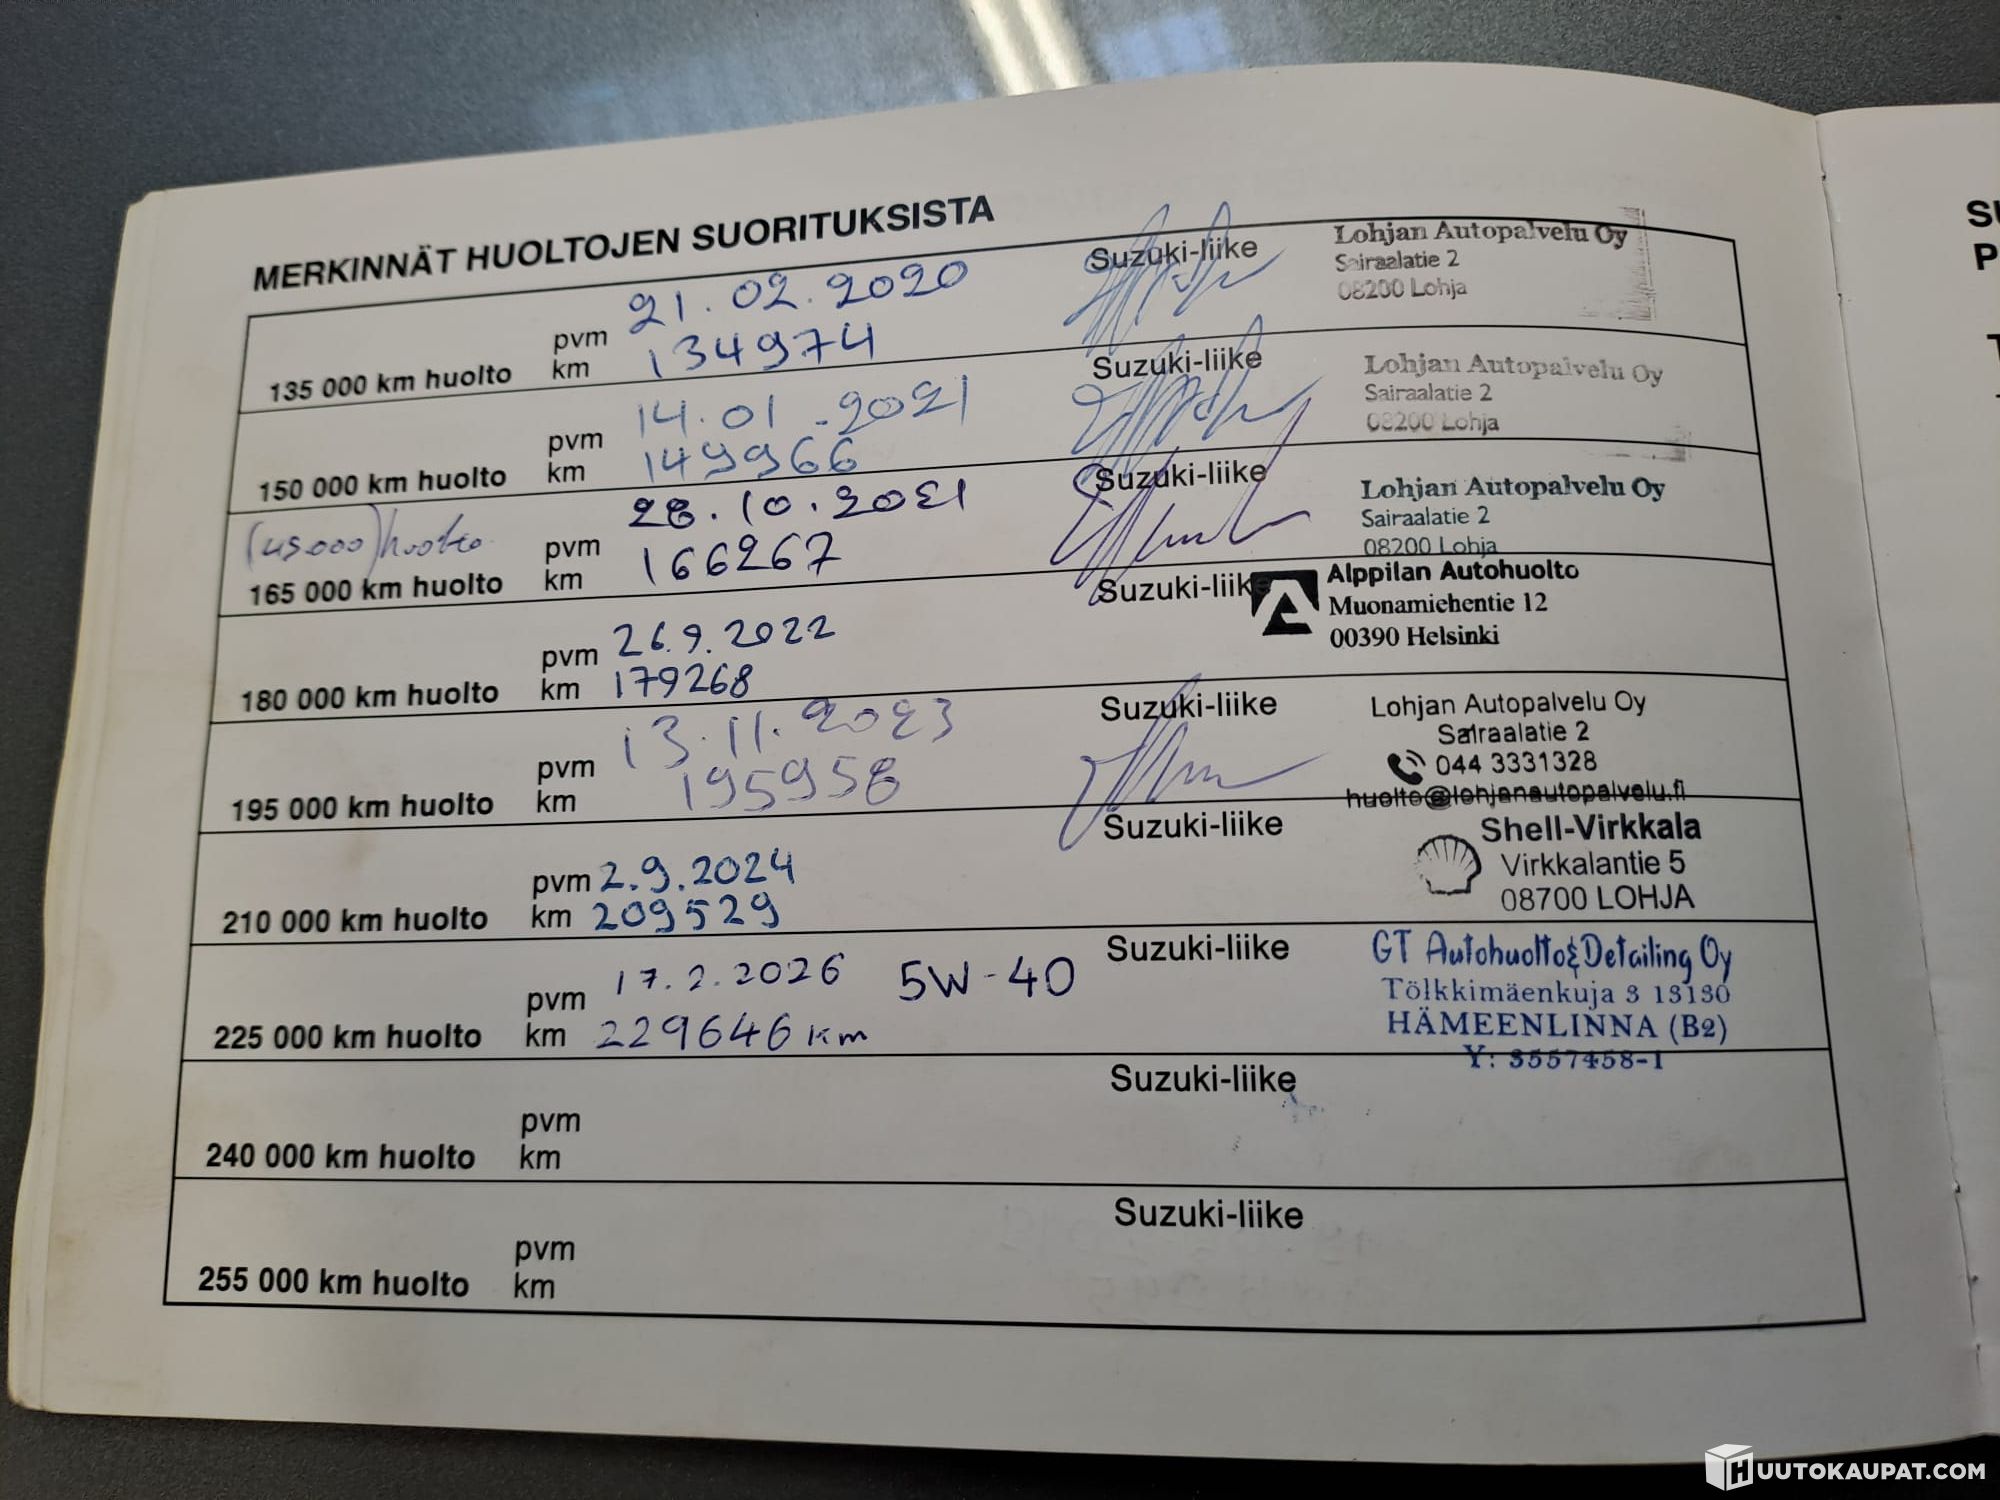 MERKINNÄT HUOLTOJEN SUORITUKSISTA
135 000 km huolto
pvm 21.02.2020
km 134974
Suzuki-liike
Lohjan Autopalvelu Oy
Sairaalatie 2
08200 Lohja
150 000 km huolto
pvm 14.01.2021
km 149966
Suzuki-liike
Lohjan Autopalvelu Oy
Sairaalatie 2
08200 Lohja
(45000) huolto
165 000 km huolto
pvm 28.10.2021
km 166267
Suzuki-liike
Lohjan Autopalvelu Oy
Sairaalatie 2
08200 Lohja
180 000 km huolto
pvm 26.9.2022
km 179268
Suzuki-liike
Alppilan Autohuolto
Muonamiehentie 12
00390 Helsinki
195 000 km huolto
pvm 13.11.2023
km 195958
Suzuki-liike
Lohjan Autopalvelu Oy
Sairaalatie 2
044 3331328
huolto@lohjanautopalvelu.fi
210 000 km huolto
pvm 2.9.2024
km 209529
Suzuki-liike
Shell-Virkkala
Virkkalantie 5
08700 LOHJA
225 000 km huolto
pvm 17.2.2026 5W-40
km 229646 km
Suzuki-liike
GT Autohuolto&Detailing Oy
Tölkkimäenkuja 3 13130
HÄMEENLINNA (B2)
Y: 3557458-1
240 000 km huolto
pvm
km
Suzuki-liike
255 000 km huolto
pvm
km
Suzuki-liike
HUUTOKAUPAT.COM